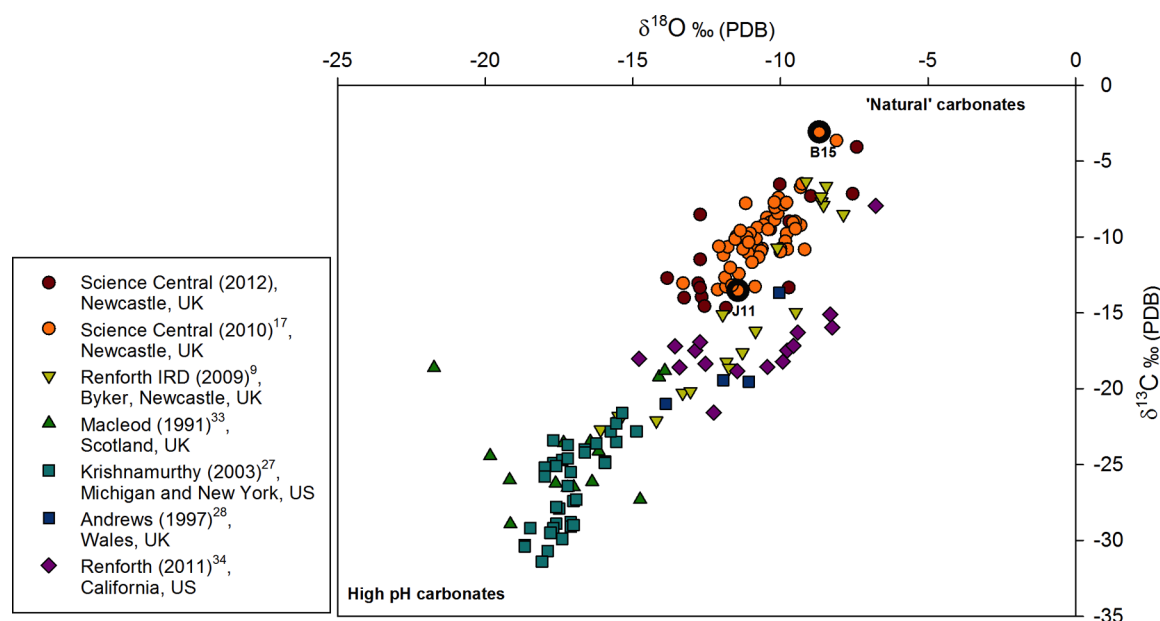 δ18O ‰ (PDB)
-25 -20 -15 -10 -5 0
'Natural' carbonates
B15
J11
High pH carbonates
0
-5
-10
-15
-20
-25
-30
-35
δ13C ‰ (PDB)
Science Central (2012),
Newcastle, UK
Science Central (2010)17,
Newcastle, UK
Renforth IRD (2009)9,
Byker, Newcastle, UK
Macleod (1991)33,
Scotland, UK
Krishnamurthy (2003)27,
Michigan and New York, US
Andrews (1997)28,
Wales, UK
Renforth (2011)34,
California, US